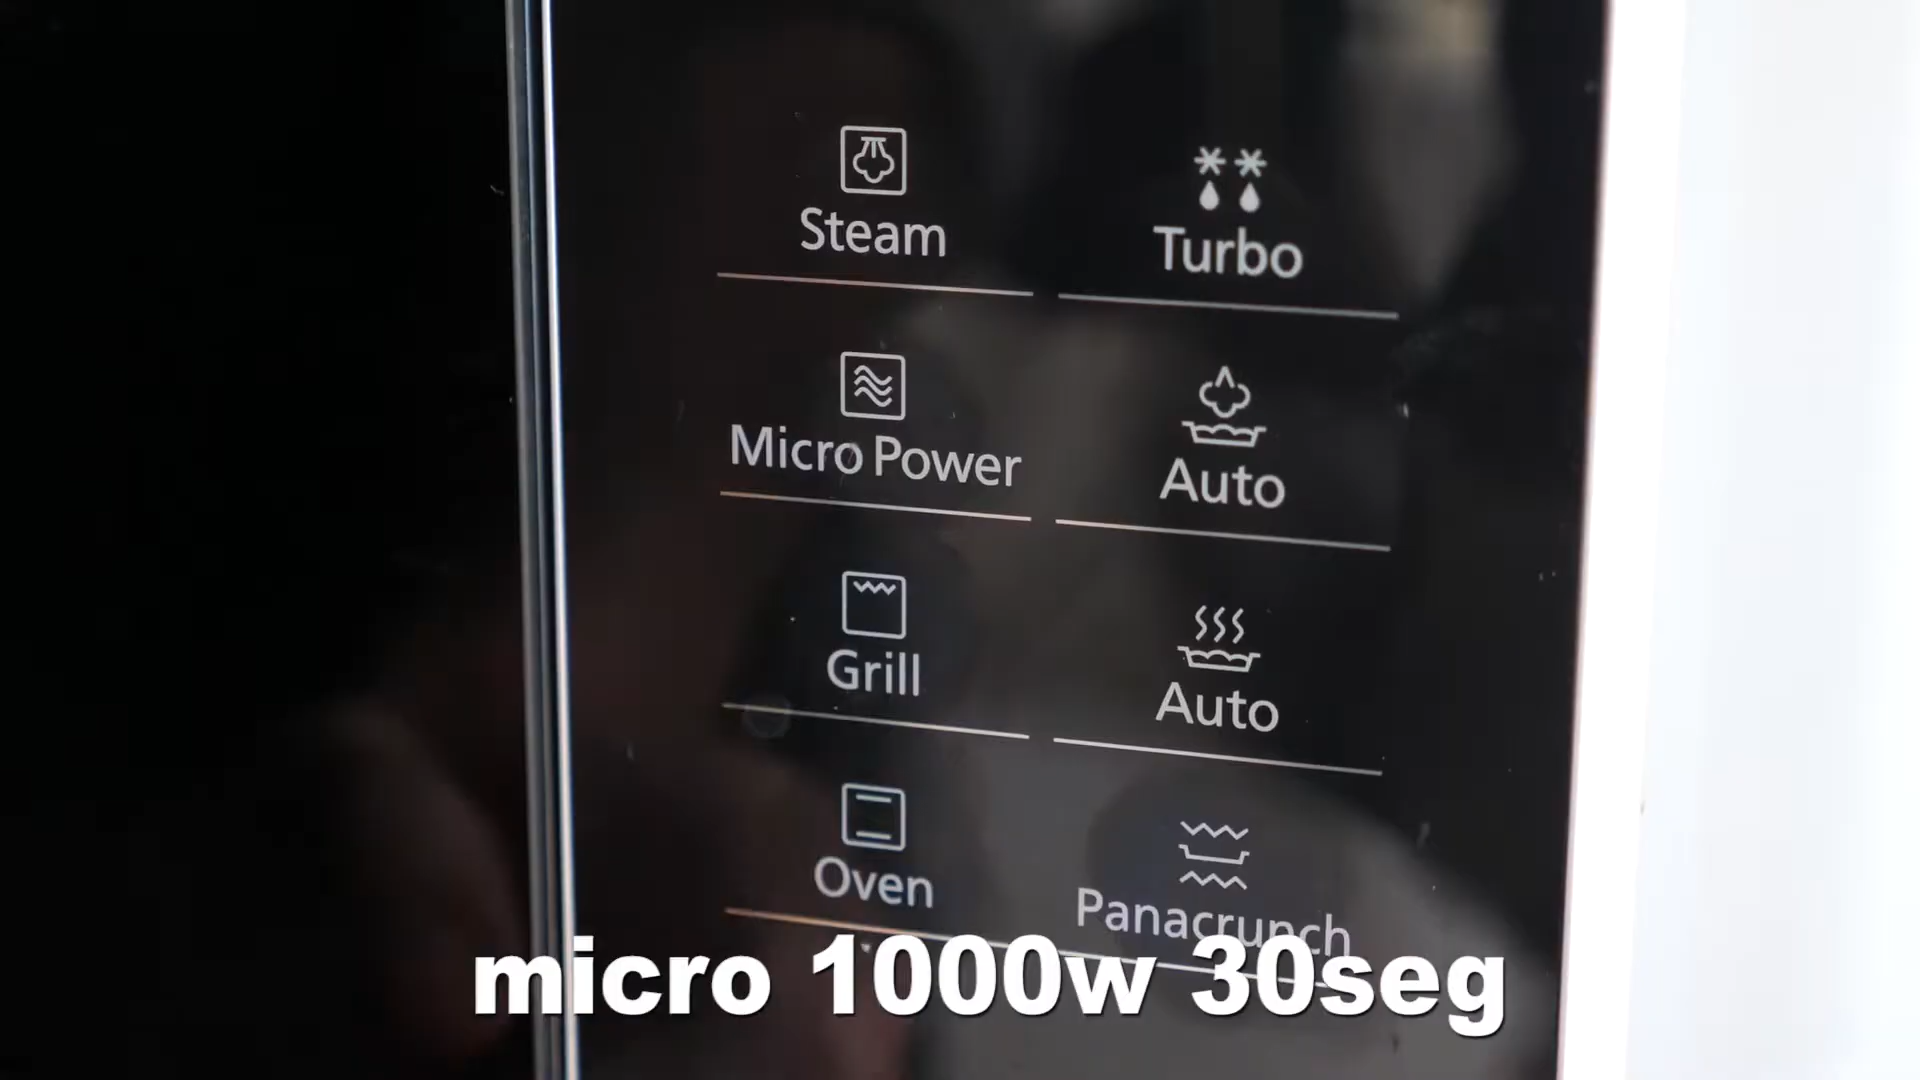 Steam
Turbo
Micro Power
Auto
Grill
Auto
Oven
Panacrunch
micro 1000w 30seg